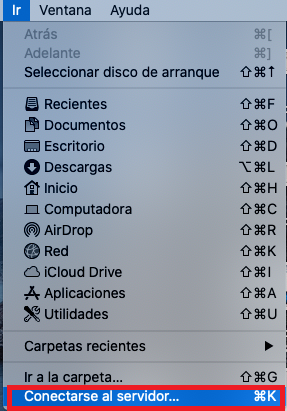 Ir Ventana Ayuda
Atrás ⌘[
Adelante ⌘]
Seleccionar disco de arranque ⇧⌘↑
Recientes ⇧⌘F
Documentos ⇧⌘O
Escritorio ⇧⌘D
Descargas ⌥⌘L
Inicio ⇧⌘H
Computadora ⇧⌘C
AirDrop ⇧⌘R
Red ⇧⌘K
iCloud Drive ⇧⌘I
Aplicaciones ⇧⌘A
Utilidades ⇧⌘U
Carpetas recientes ▶
Ir a la carpeta... ⇧⌘G
Conectarse al servidor... ⌘K